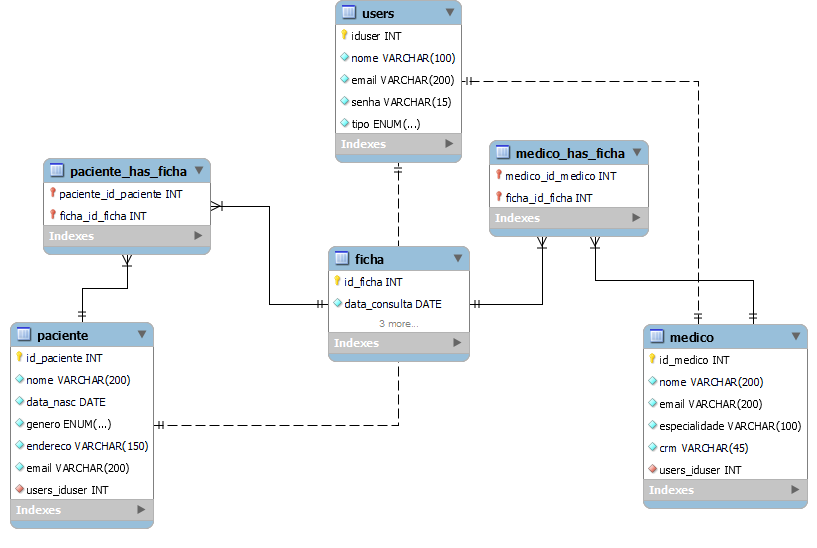 users
iduser INT
nome VARCHAR(100)
email VARCHAR(200)
senha VARCHAR(15)
tipo ENUM(...)
Indexes
paciente_has_ficha
paciente_id_paciente INT
ficha_id_ficha INT
Indexes
medico_has_ficha
medico_id_medico INT
ficha_id_ficha INT
Indexes
ficha
id_ficha INT
data_consulta DATE
3 more...
Indexes
paciente
id_paciente INT
nome VARCHAR(200)
data_nasc DATE
genero ENUM(...)
endereco VARCHAR(150)
email VARCHAR(200)
users_iduser INT
Indexes
medico
id_medico INT
nome VARCHAR(200)
email VARCHAR(200)
especialidade VARCHAR(100)
crm VARCHAR(45)
users_iduser INT
Indexes